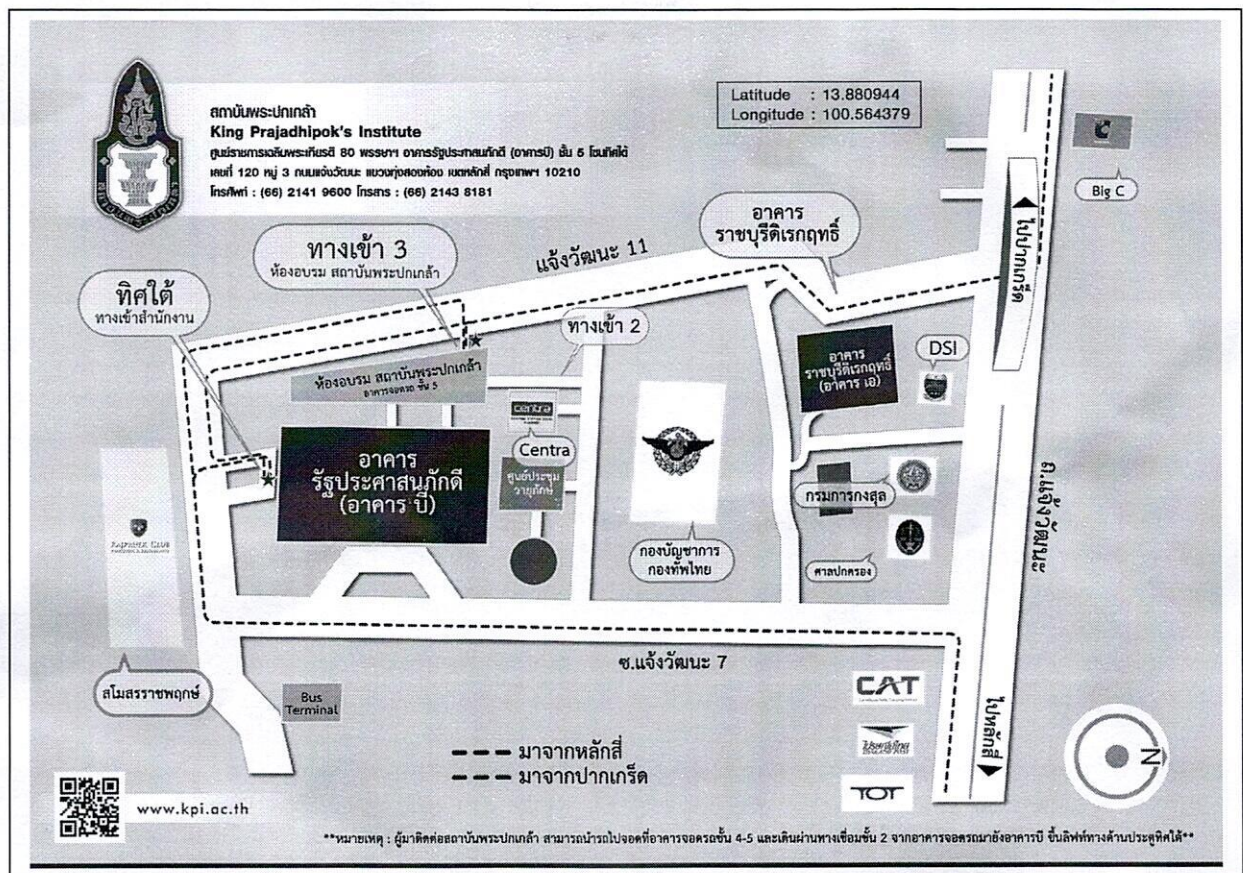 สถาบันพระปกเกล้า
King Prajadhipok's Institute
ศูนย์ราชการเฉลิมพระเกียรติ 80 พรรษาฯ อาคารรัฐประศาสนภักดี (อาคารบี) ชั้น 5 โซนทิศใต้
เลขที่ 120 หมู่ 3 ถนนแจ้งวัฒนะ แขวงทุ่งสองห้อง เขตหลักสี่ กรุงเทพฯ 10210
โทรศัพท์ : (66) 2141 9600 โทรสาร : (66) 2143 8181
Latitude : 13.880944
Longitude : 100.564379
Big C
ไปปากเกร็ด
อาคาร
ราชบุรีดิเรกฤทธิ์
แจ้งวัฒนะ 11
ทางเข้า 3
ห้องอบรม สถาบันพระปกเกล้า
ทิศใต้
ทางเข้าสำนักงาน
ทางเข้า 2
ห้องอบรม สถาบันพระปกเกล้า
อาคารจอดรถ ชั้น 5
อาคาร
ราชบุรีดิเรกฤทธิ์
(อาคาร เอ)
DSI
centra
Centra
อาคาร
รัฐประศาสนภักดี
(อาคาร บี)
ศูนย์ประชุม
วายุภักษ์
กรมการกงสุล
ถ.แจ้งวัฒนะ
RAJPRUEK CLUB
กองบัญชาการ
กองทัพไทย
ศาลปกครอง
ซ.แจ้งวัฒนะ 7
สโมสรราชพฤกษ์
Bus
Terminal
CAT
ไปรษณีย์ไทย
TOT
ไปหลักสี่
N
มาจากหลักสี่
มาจากปากเกร็ด
www.kpi.ac.th
**หมายเหตุ : ผู้มาติดต่อสถาบันพระปกเกล้า สามารถนำรถไปจอดที่อาคารจอดรถชั้น 4-5 และเดินผ่านทางเชื่อมชั้น 2 จากอาคารจอดรถมายังอาคารบี ขึ้นลิฟท์ทางด้านประตูทิศใต้**